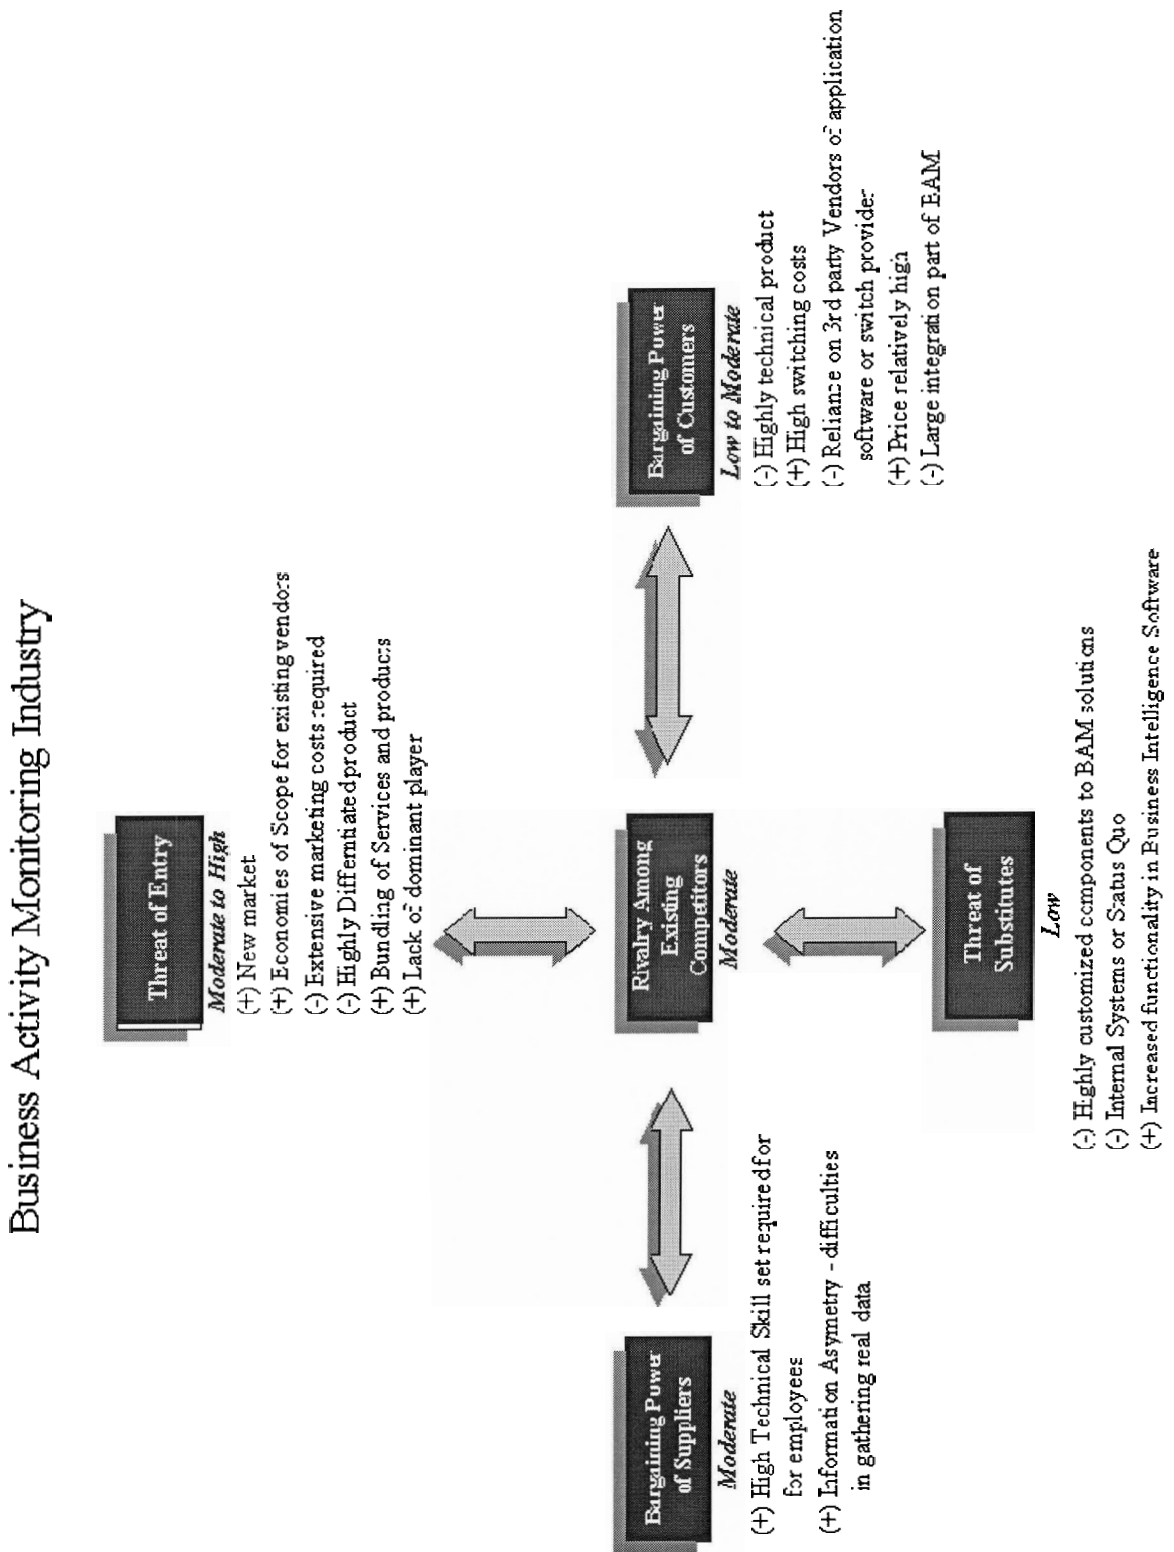 Business Activity Monitoring Industry
Threat of Entry
Moderate to High
(+) New market
(+) Economies of Scope for existing vendors
(-) Extensive marketing costs required
(-) Highly Differntiated product
(+) Bundling of Services and products
(+) Lack of dominant player
Bargaining Power
of Suppliers
Moderate
(+) High Technical Skill set required for
for employees
(+) Information Asymetry - difficulties
in gathering real data
Rivalry Among
Existing
Competitors
Moderate
Bargaining Power
of Customers
Low to Moderate
(-) Highly technical product
(+) High switching costs
(-) Reliance on 3rd party Vendors of application
software or switch provider
(+) Price relatively high
(-) Large integration part of BAM
Threat of
Substitutes
Low
(-) Highly customized components to BAM solutions
(-) Internal Systems or Status Quo
(+) Increased functionality in Business Intelligence Software